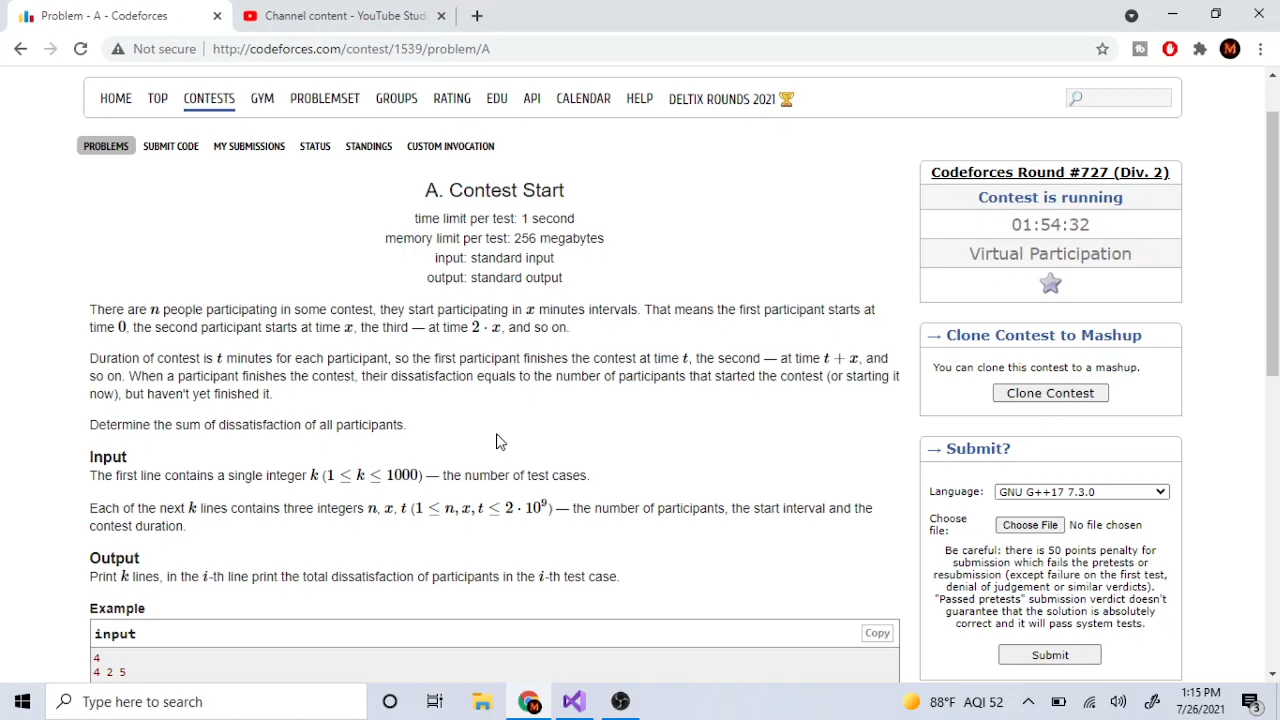 Problem - A - Codeforces
Channel content - YouTube Stud
Not secure
http://codeforces.com/contest/1539/problem/A
M
HOME TOP CONTESTS GYM PROBLEMSET GROUPS RATING EDU API CALENDAR HELP DELTIX ROUNDS 2021
PROBLEMS SUBMIT CODE MY SUBMISSIONS STATUS STANDINGS CUSTOM INVOCATION
A. Contest Start
time limit per test: 1 second
memory limit per test: 256 megabytes
input: standard input
output: standard output
There are n people participating in some contest, they start participating in x minutes intervals. That means the first participant starts at
time 0, the second participant starts at time x, the third — at time 2 · x, and so on.
Duration of contest is t minutes for each participant, so the first participant finishes the contest at time t, the second — at time t + x, and
so on. When a participant finishes the contest, their dissatisfaction equals to the number of participants that started the contest (or starting it
now), but haven't yet finished it.
Determine the sum of dissatisfaction of all participants.
Input
The first line contains a single integer k (1 ≤ k ≤ 1000) — the number of test cases.
Each of the next k lines contains three integers n, x, t (1 ≤ n, x, t ≤ 2 · 10⁹) — the number of participants, the start interval and the
contest duration.
Output
Print k lines, in the i-th line print the total dissatisfaction of participants in the i-th test case.
Example
input
Copy
4
4 2 5
Codeforces Round #727 (Div. 2)
Contest is running
01:54:32
Virtual Participation
→ Clone Contest to Mashup
You can clone this contest to a mashup.
Clone Contest
→ Submit?
Language: GNU G++17 7.3.0
Choose
file:
Choose File No file chosen
Be careful: there is 50 points penalty for
submission which fails the pretests or
resubmission (except failure on the first test,
denial of judgement or similar verdicts).
"Passed pretests" submission verdict doesn't
guarantee that the solution is absolutely
correct and it will pass system tests.
Submit
Type here to search
M
88°F AQI 52
1:15 PM
7/26/2021
3